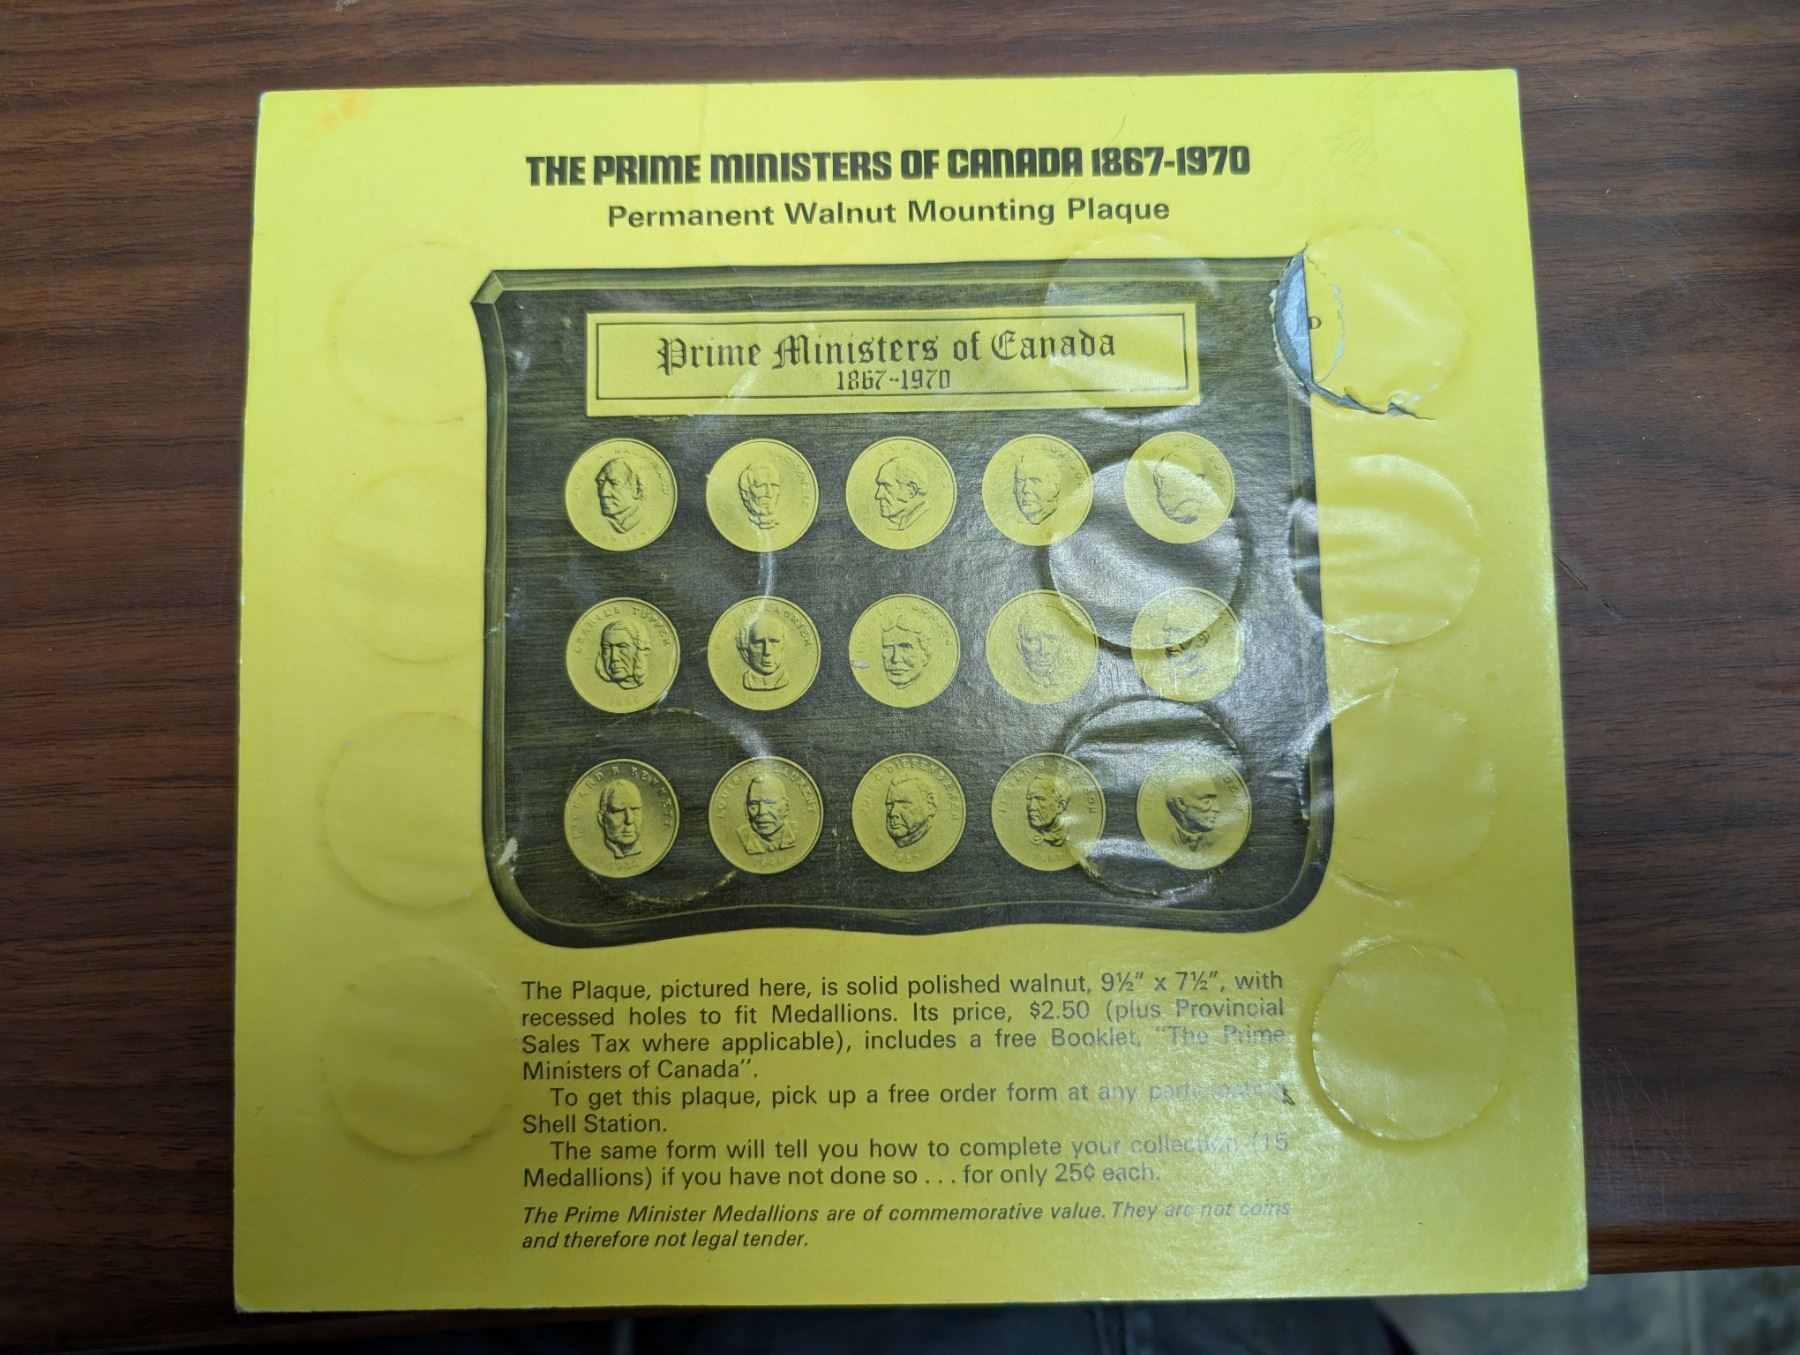 THE PRIME MINISTERS OF CANADA 1867-1970
Permanent Walnut Mounting Plaque
Prime Ministers of Canada
1867-1970
CHARLES TUPPER
RICHARD B. BENNETT
The Plaque, pictured here, is solid polished walnut, 9½" x 7½", with
recessed holes to fit Medallions. Its price, $2.50 (plus Provincial
Sales Tax where applicable), includes a free Booklet, "The Prime
Ministers of Canada".
To get this plaque, pick up a free order form at any participating
Shell Station.
The same form will tell you how to complete your collection (15
Medallions) if you have not done so . . . for only 25¢ each.
The Prime Minister Medallions are of commemorative value. They are not coins
and therefore not legal tender.